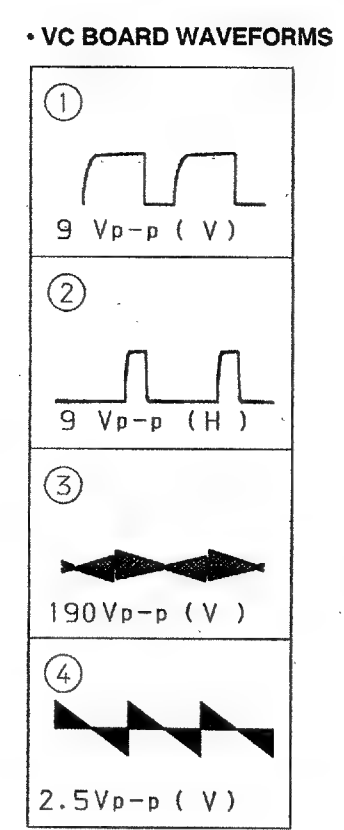 • VC BOARD WAVEFORMS
1
9 Vp-p ( V )
2
9 Vp-p (H )
3
190Vp-p ( V )
4
2.5Vp-p ( V )